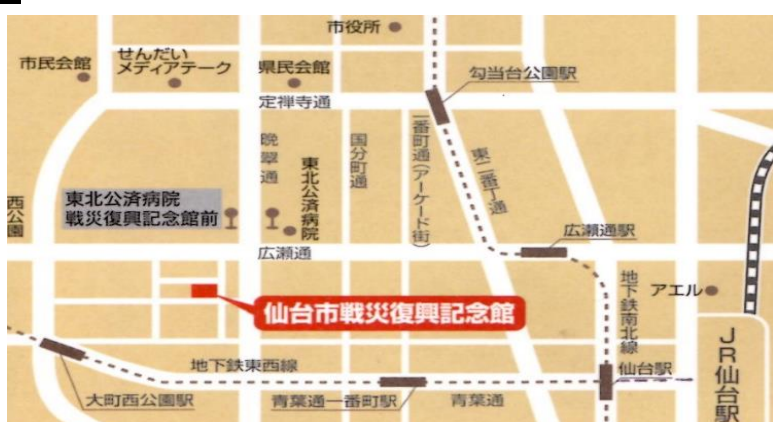 市役所
市民会館
せんだい
メディアテーク
県民会館
勾当台公園駅
定禅寺通
晩翠通
国分町通
一番町通(アーケード街)
東二番丁通
東北公済病院
西公園
東北公済病院
戦災復興記念館前
広瀬通駅
広瀬通
地下鉄南北線
アエル
仙台市戦災復興記念館
JR仙台駅
地下鉄東西線
仙台駅
大町西公園駅
青葉通一番町駅
青葉通